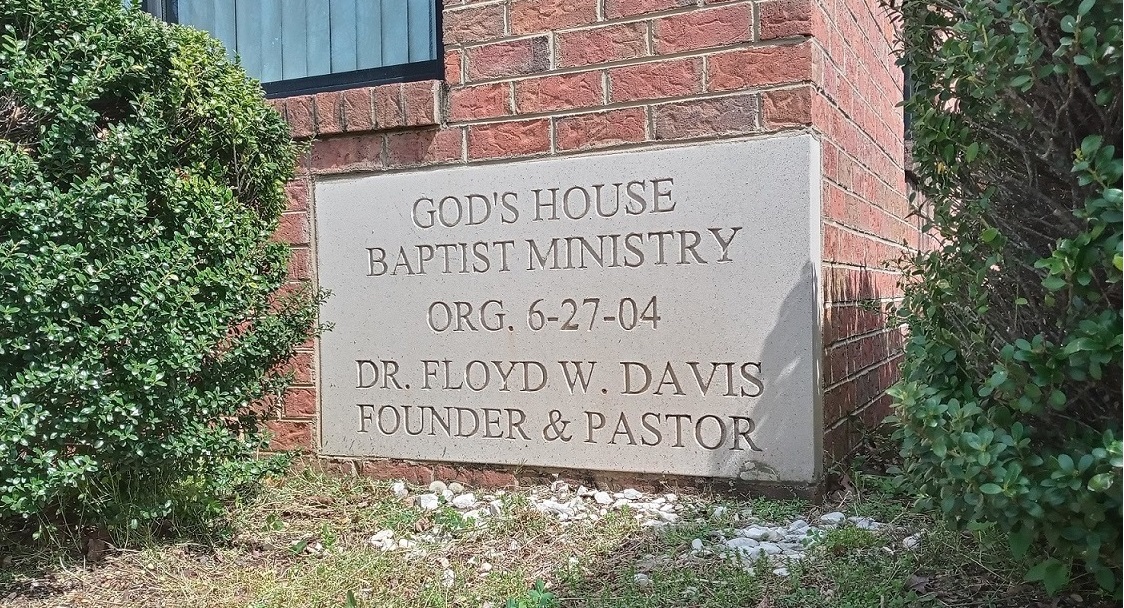 GOD'S HOUSE
BAPTIST MINISTRY
ORG. 6-27-04
DR. FLOYD W. DAVIS
FOUNDER & PASTOR